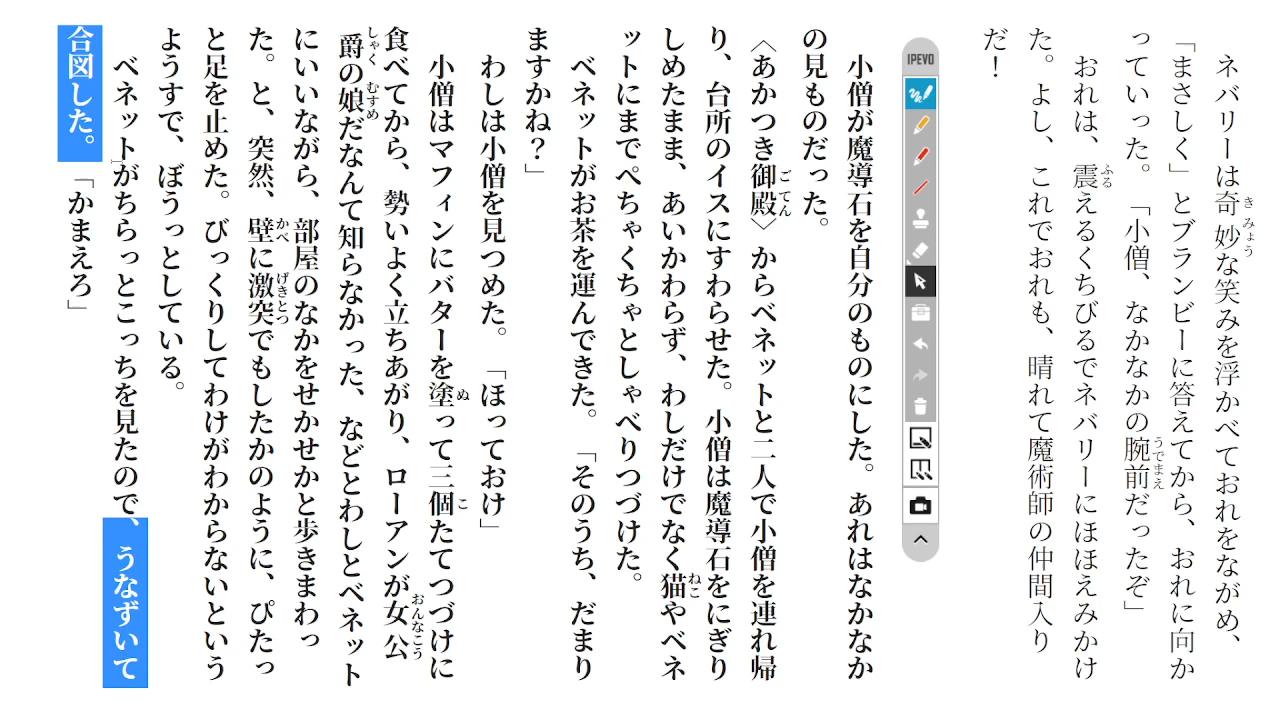 ネバリーは奇妙な笑みを浮かべておれをながめ、
「まさしく」とブランビーに答えてから、おれに向か
っていった。「小僧、なかなかの腕前だったぞ」
おれは、震えるくちびるでネバリーにほほえみかけ
た。よし、これでおれも、晴れて魔術師の仲間入り
だ！
IPEVO
小僧が魔導石を自分のものにした。あれはなかなか
の見ものだった。
〈あかつき御殿〉からベネットと二人で小僧を連れ帰
り、台所のイスにすわらせた。小僧は魔導石をにぎり
しめたまま、あいかわらず、わしだけでなく猫やベネ
ットにまでぺちゃくちゃとしゃべりつづけた。
ベネットがお茶を運んできた。「そのうち、だまり
ますかね？」
わしは小僧を見つめた。「ほっておけ」
小僧はマフィンにバターを塗って三個たてつづけに
食べてから、勢いよく立ちあがり、ローアンが女公
爵の娘だなんて知らなかった、などとわしとベネット
にいいながら、部屋のなかをせかせかと歩きまわっ
た。と、突然、壁に激突でもしたかのように、ぴたっ
と足を止めた。びっくりしてわけがわからないという
ようすで、ぼうっとしている。
ベネットがちらっとこっちを見たので、うなずいて
合図した。「かまえろ」